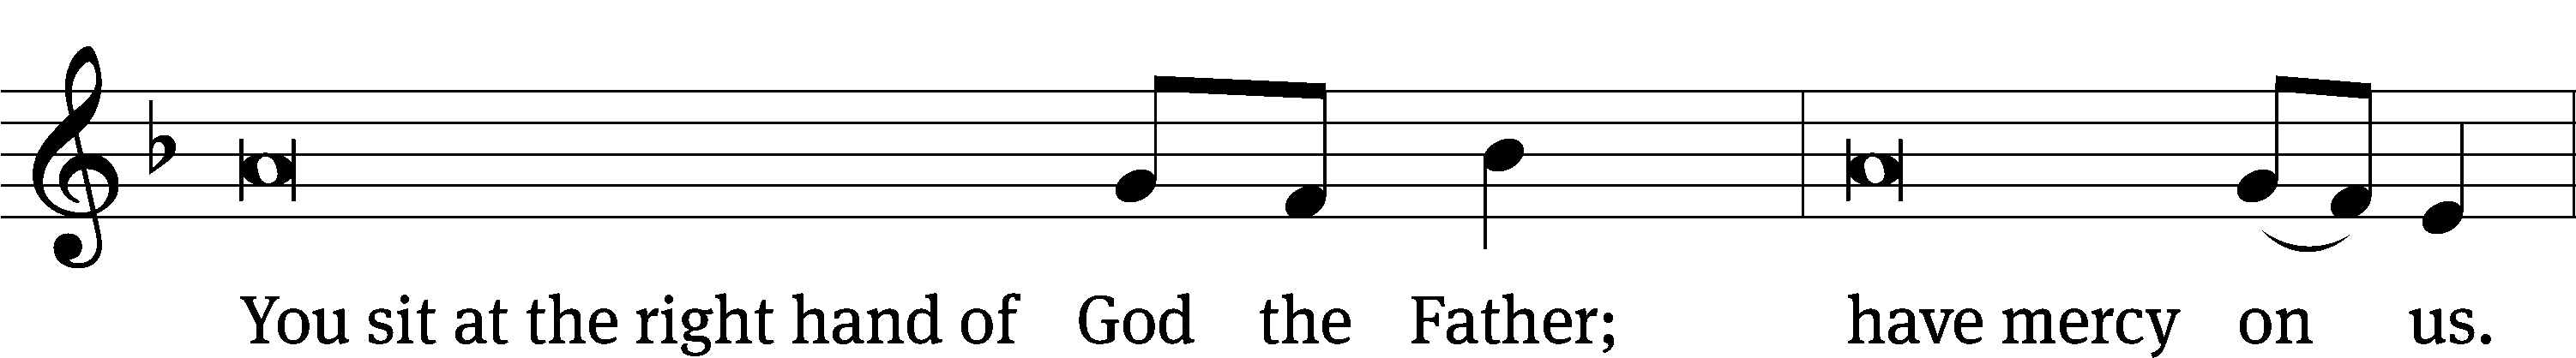 You sit at the right hand of God the Father; have mercy on us.